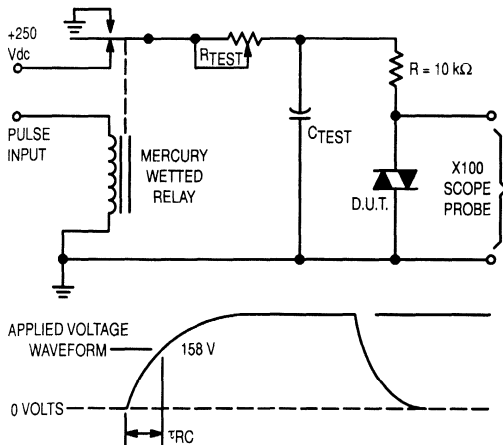 +250
Vdc
RTEST
R = 10 kΩ
PULSE
INPUT
MERCURY
WETTED
RELAY
CTEST
D.U.T.
X100
SCOPE
PROBE
APPLIED VOLTAGE
WAVEFORM
158 V
0 VOLTS
τRC